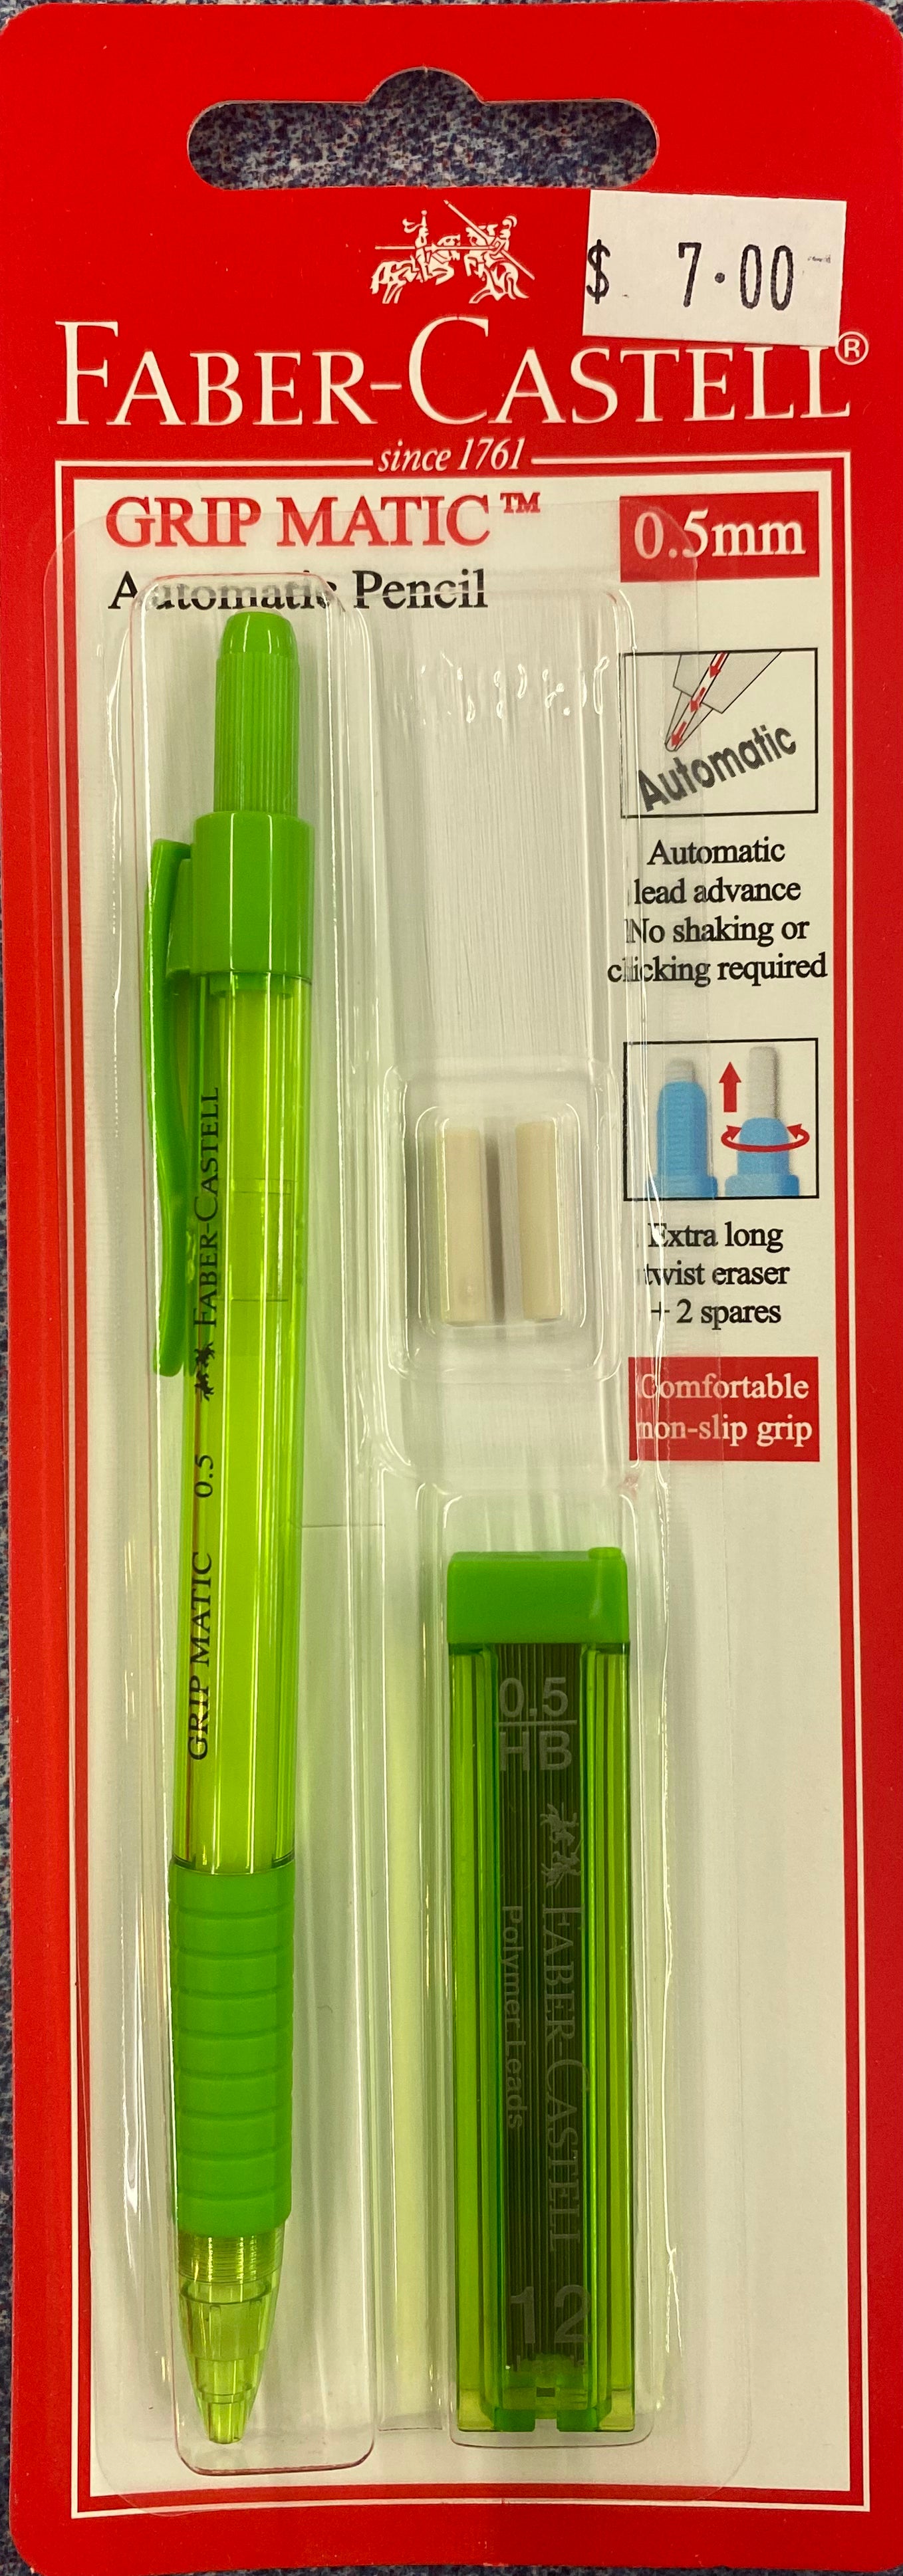 $ 7.00
FABER-CASTELL®
since 1761
GRIP MATIC™
0.5mm
Automatic Pencil
Automatic
Automatic
lead advance
No shaking or
clicking required
Extra long
twist eraser
+ 2 spares
Comfortable
non-slip grip
GRIP MATIC 0.5 FABER-CASTELL
0.5
HB
FABER-CASTELL
Polymer Leads
12